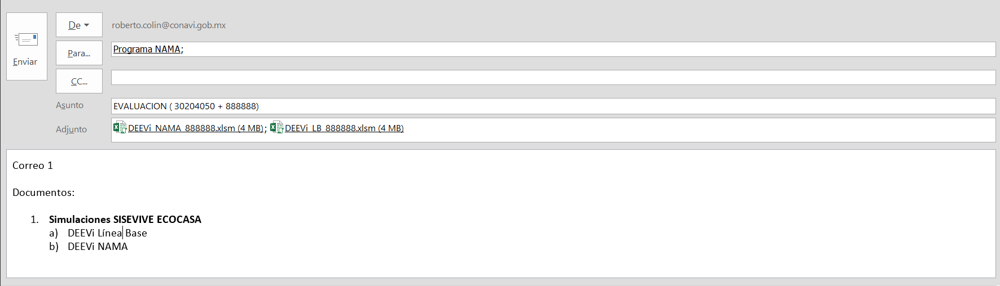 De
roberto.colin@conavi.gob.mx
Enviar
Para...
Programa NAMA;
CC...
Asunto
EVALUACION ( 30204050 + 888888)
Adjunto
DEEVi_NAMA_888888.xlsm (4 MB); DEEVi_LB_888888.xlsm (4 MB)
Correo 1
Documentos:
1. Simulaciones SISEVIVE ECOCASA
a) DEEVi Línea Base
b) DEEVi NAMA